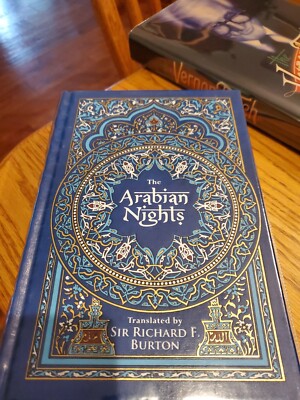 The
Arabian
Nights
Translated by
SIR RICHARD F.
BURTON